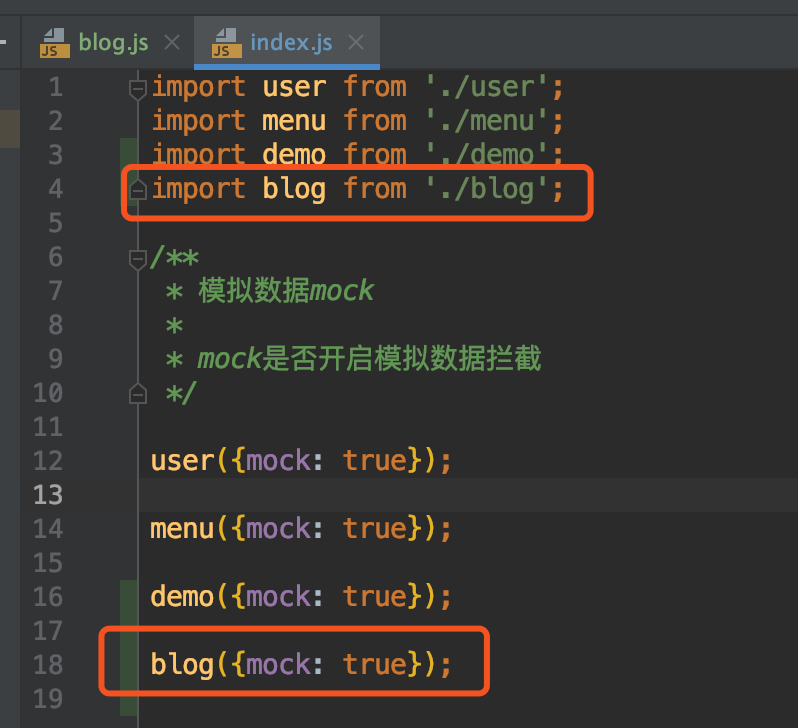 blog.js
index.js
1 import user from './user';
2 import menu from './menu';
3 import demo from './demo';
4 import blog from './blog';
5
6 /**
7 * 模拟数据mock
8 *
9 * mock是否开启模拟数据拦截
10 */
11
12 user({mock: true});
13
14 menu({mock: true});
15
16 demo({mock: true});
17
18 blog({mock: true});
19